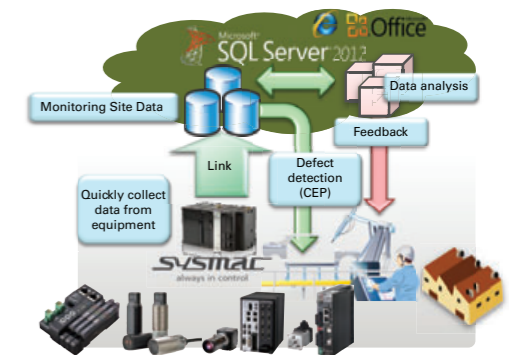 Microsoft®
SQL Server 2012
Office
Monitoring Site Data
Data analysis
Feedback
Link
Defect
detection
(CEP)
Quickly collect
data from
equipment
sysmac
always in control